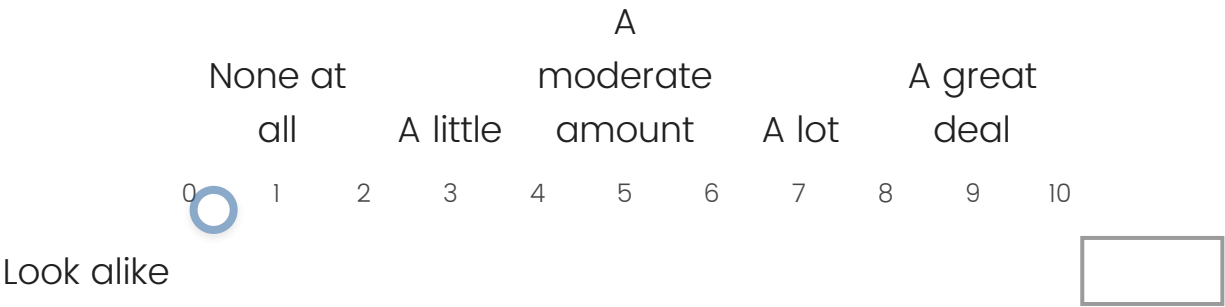 A
None at moderate A great
all A little amount A lot deal
0 1 2 3 4 5 6 7 8 9 10
Look alike